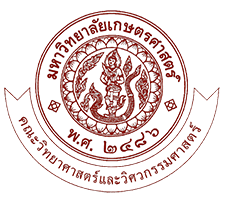 มหาวิทยาลัยเกษตรศาสตร์
พ.ศ. ๒๔๘๖
คณะวิทยาศาสตร์และวิศวกรรมศาสตร์